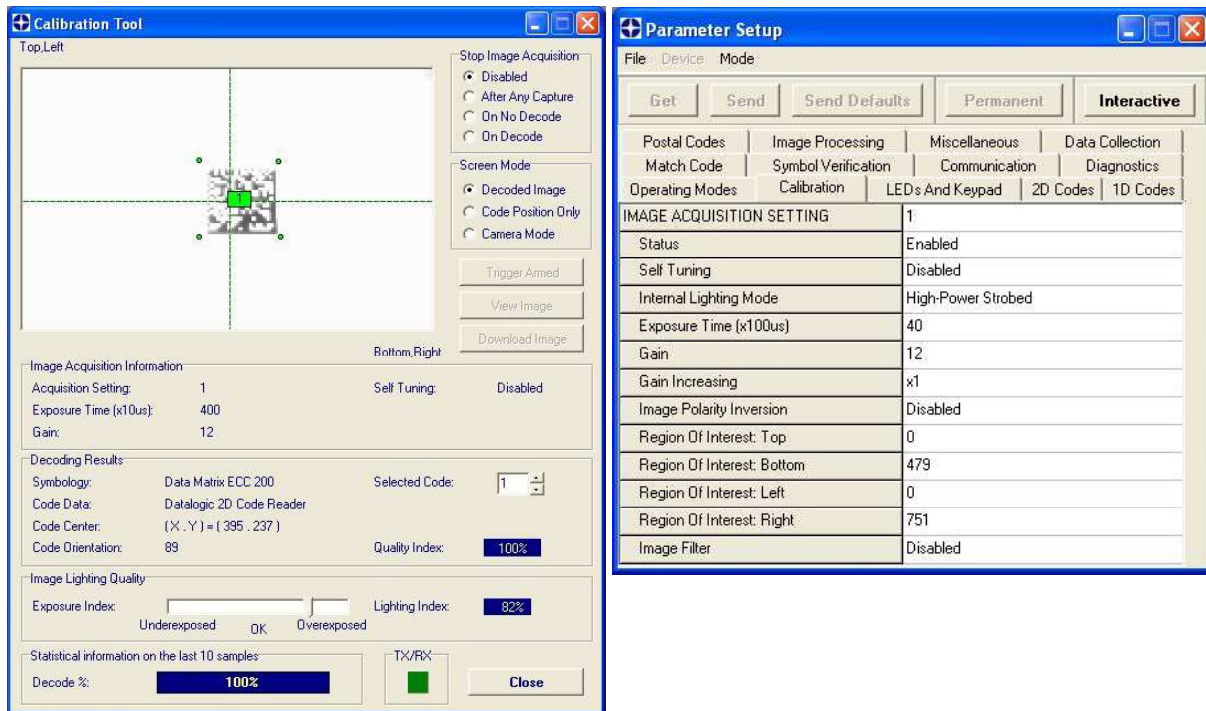 Calibration Tool
Top,Left
Stop Image Acquisition
Disabled
After Any Capture
On No Decode
On Decode
Screen Mode
Decoded Image
Code Position Only
Camera Mode
1
Trigger Armed
View Image
Download Image
Bottom,Right
Image Acquisition Information
Acquisition Setting: 1 Self Tuning: Disabled
Exposure Time (x10us): 400
Gain: 12
Decoding Results
Symbology: Data Matrix ECC 200 Selected Code: 1
Code Data: Datalogic 2D Code Reader
Code Center: ( X . Y ) = ( 395 . 237 )
Code Orientation: 89 Quality Index: 100%
Image Lighting Quality
Exposure Index: Lighting Index: 82%
Underexposed OK Overexposed
Statistical information on the last 10 samples TX/RX
Decode %: 100% Close
Parameter Setup
File Device Mode
Get Send Send Defaults Permanent Interactive
Postal Codes Image Processing Miscellaneous Data Collection
Match Code Symbol Verification Communication Diagnostics
Operating Modes Calibration LEDs And Keypad 2D Codes 1D Codes
IMAGE ACQUISITION SETTING 1
Status Enabled
Self Tuning Disabled
Internal Lighting Mode High-Power Strobed
Exposure Time (x100us) 40
Gain 12
Gain Increasing x1
Image Polarity Inversion Disabled
Region Of Interest: Top 0
Region Of Interest: Bottom 479
Region Of Interest: Left 0
Region Of Interest: Right 751
Image Filter Disabled